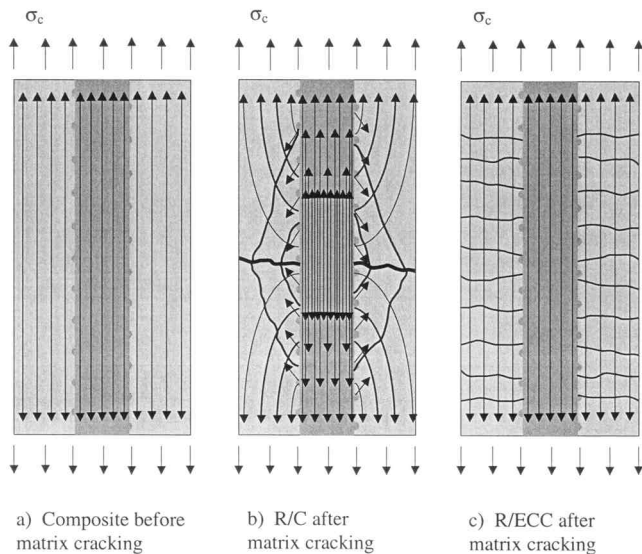 σc
σc
σc
a) Composite before
matrix cracking
b) R/C after
matrix cracking
c) R/ECC after
matrix cracking